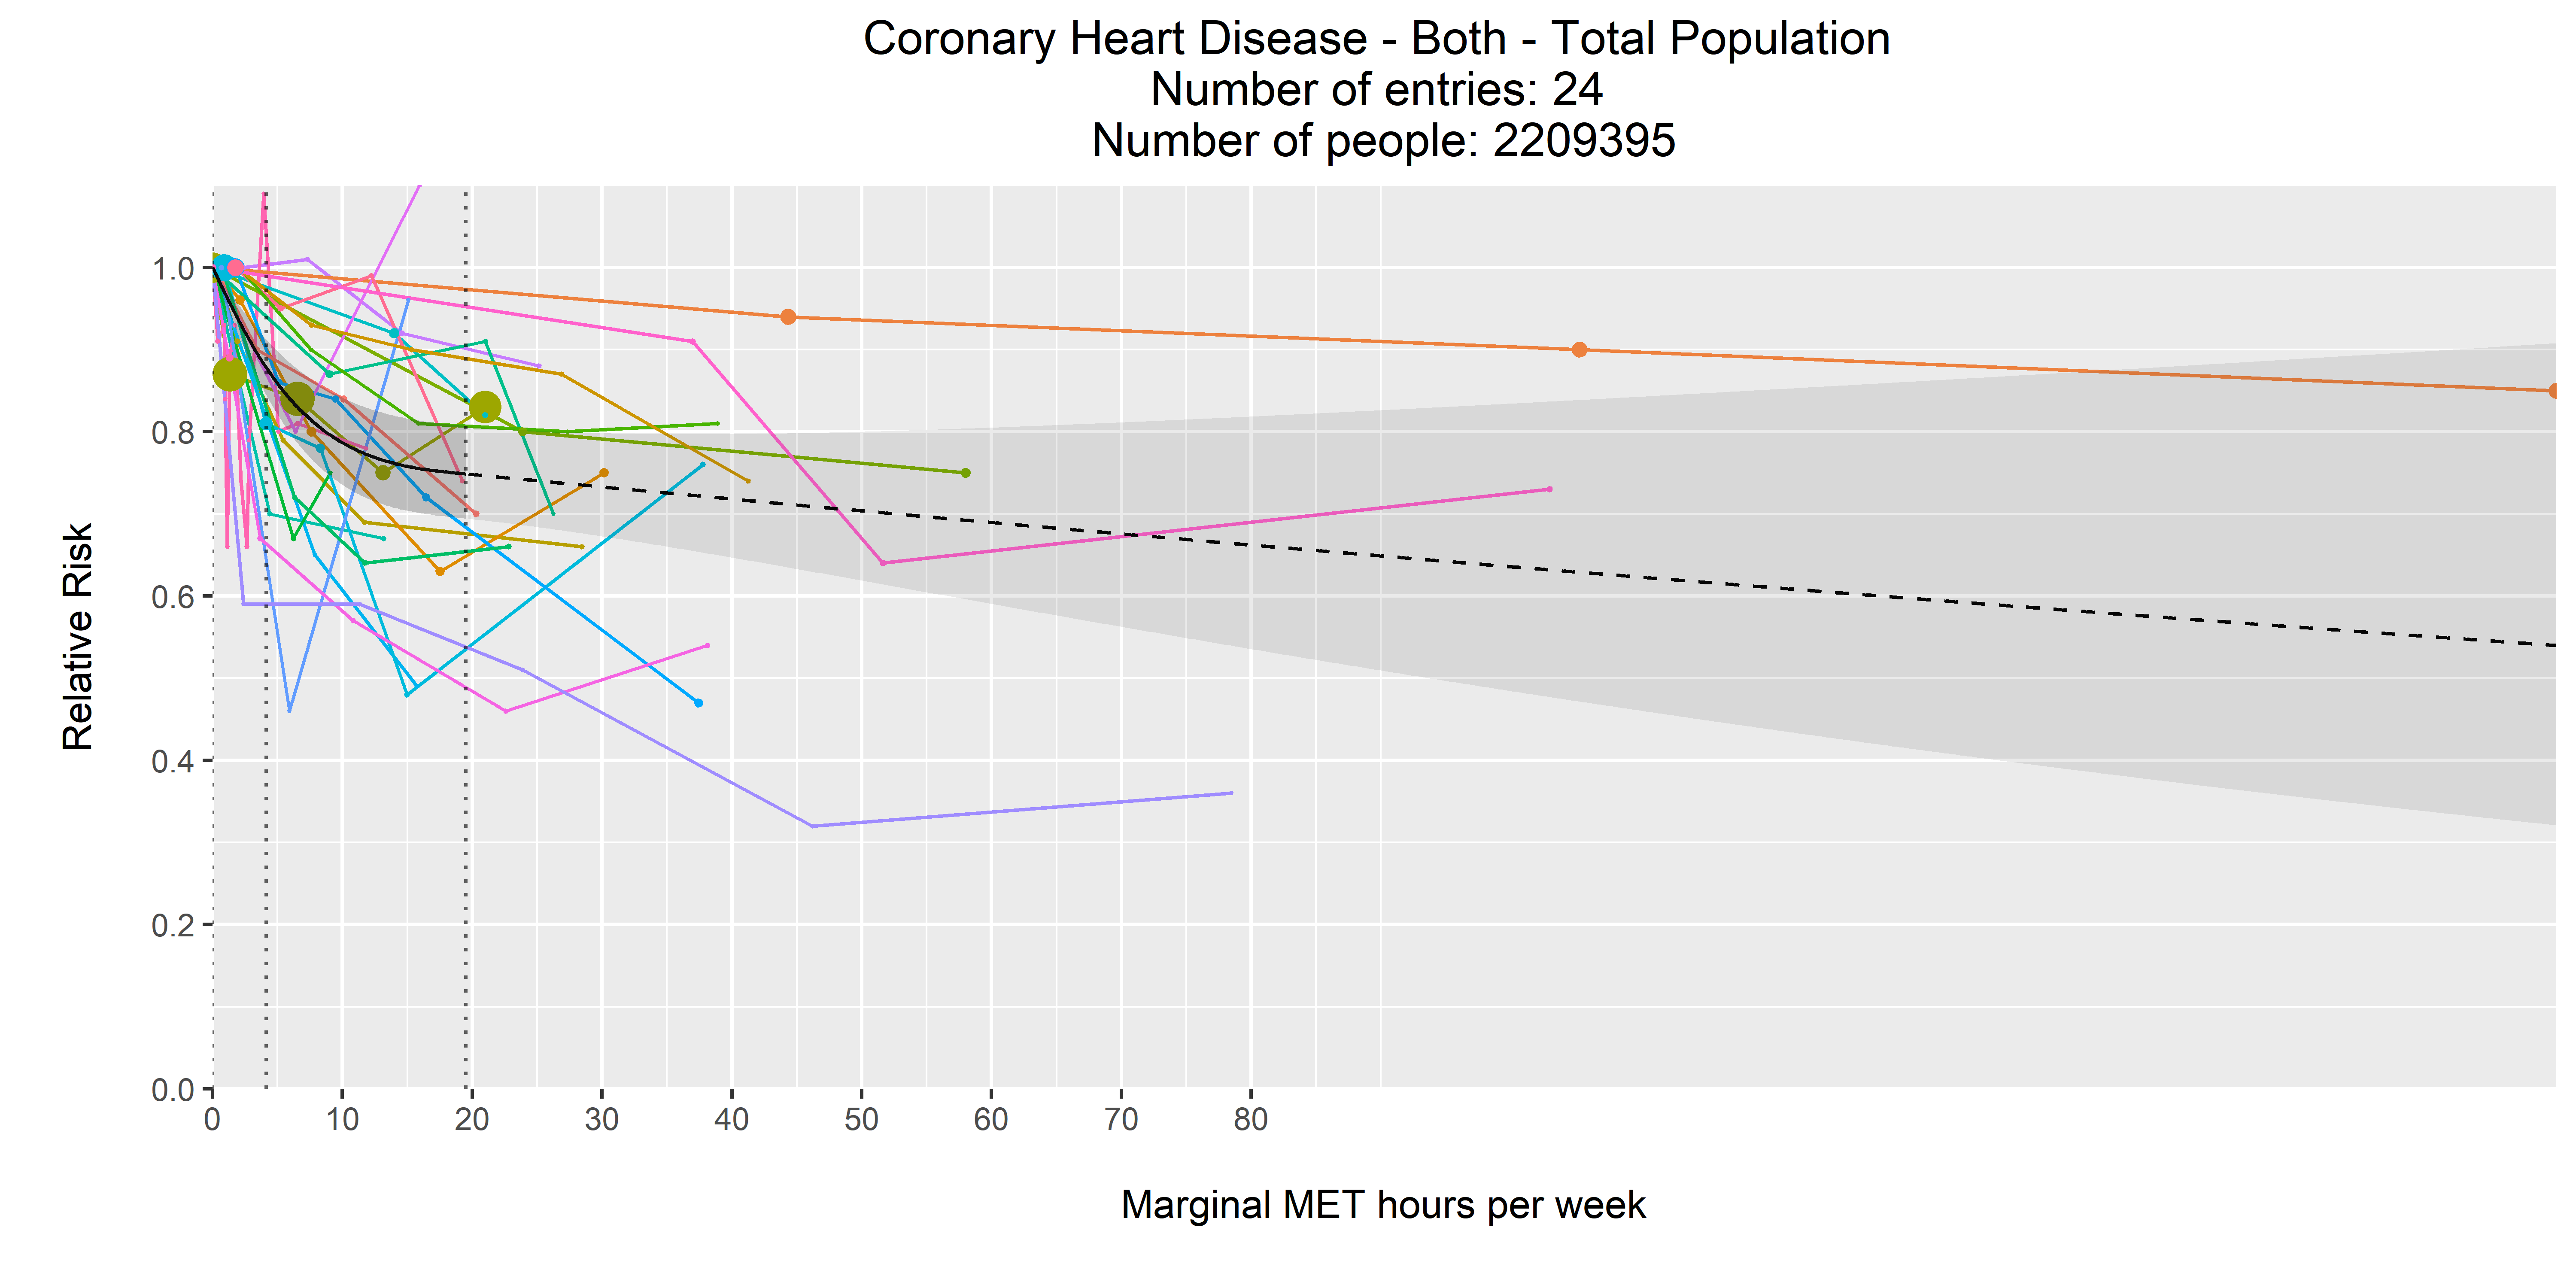 Coronary Heart Disease - Both - Total Population
Number of entries: 24
Number of people: 2209395
1.0
0.8
0.6
0.4
0.2
0.0
Relative Risk
0 10 20 30 40 50 60 70 80
Marginal MET hours per week